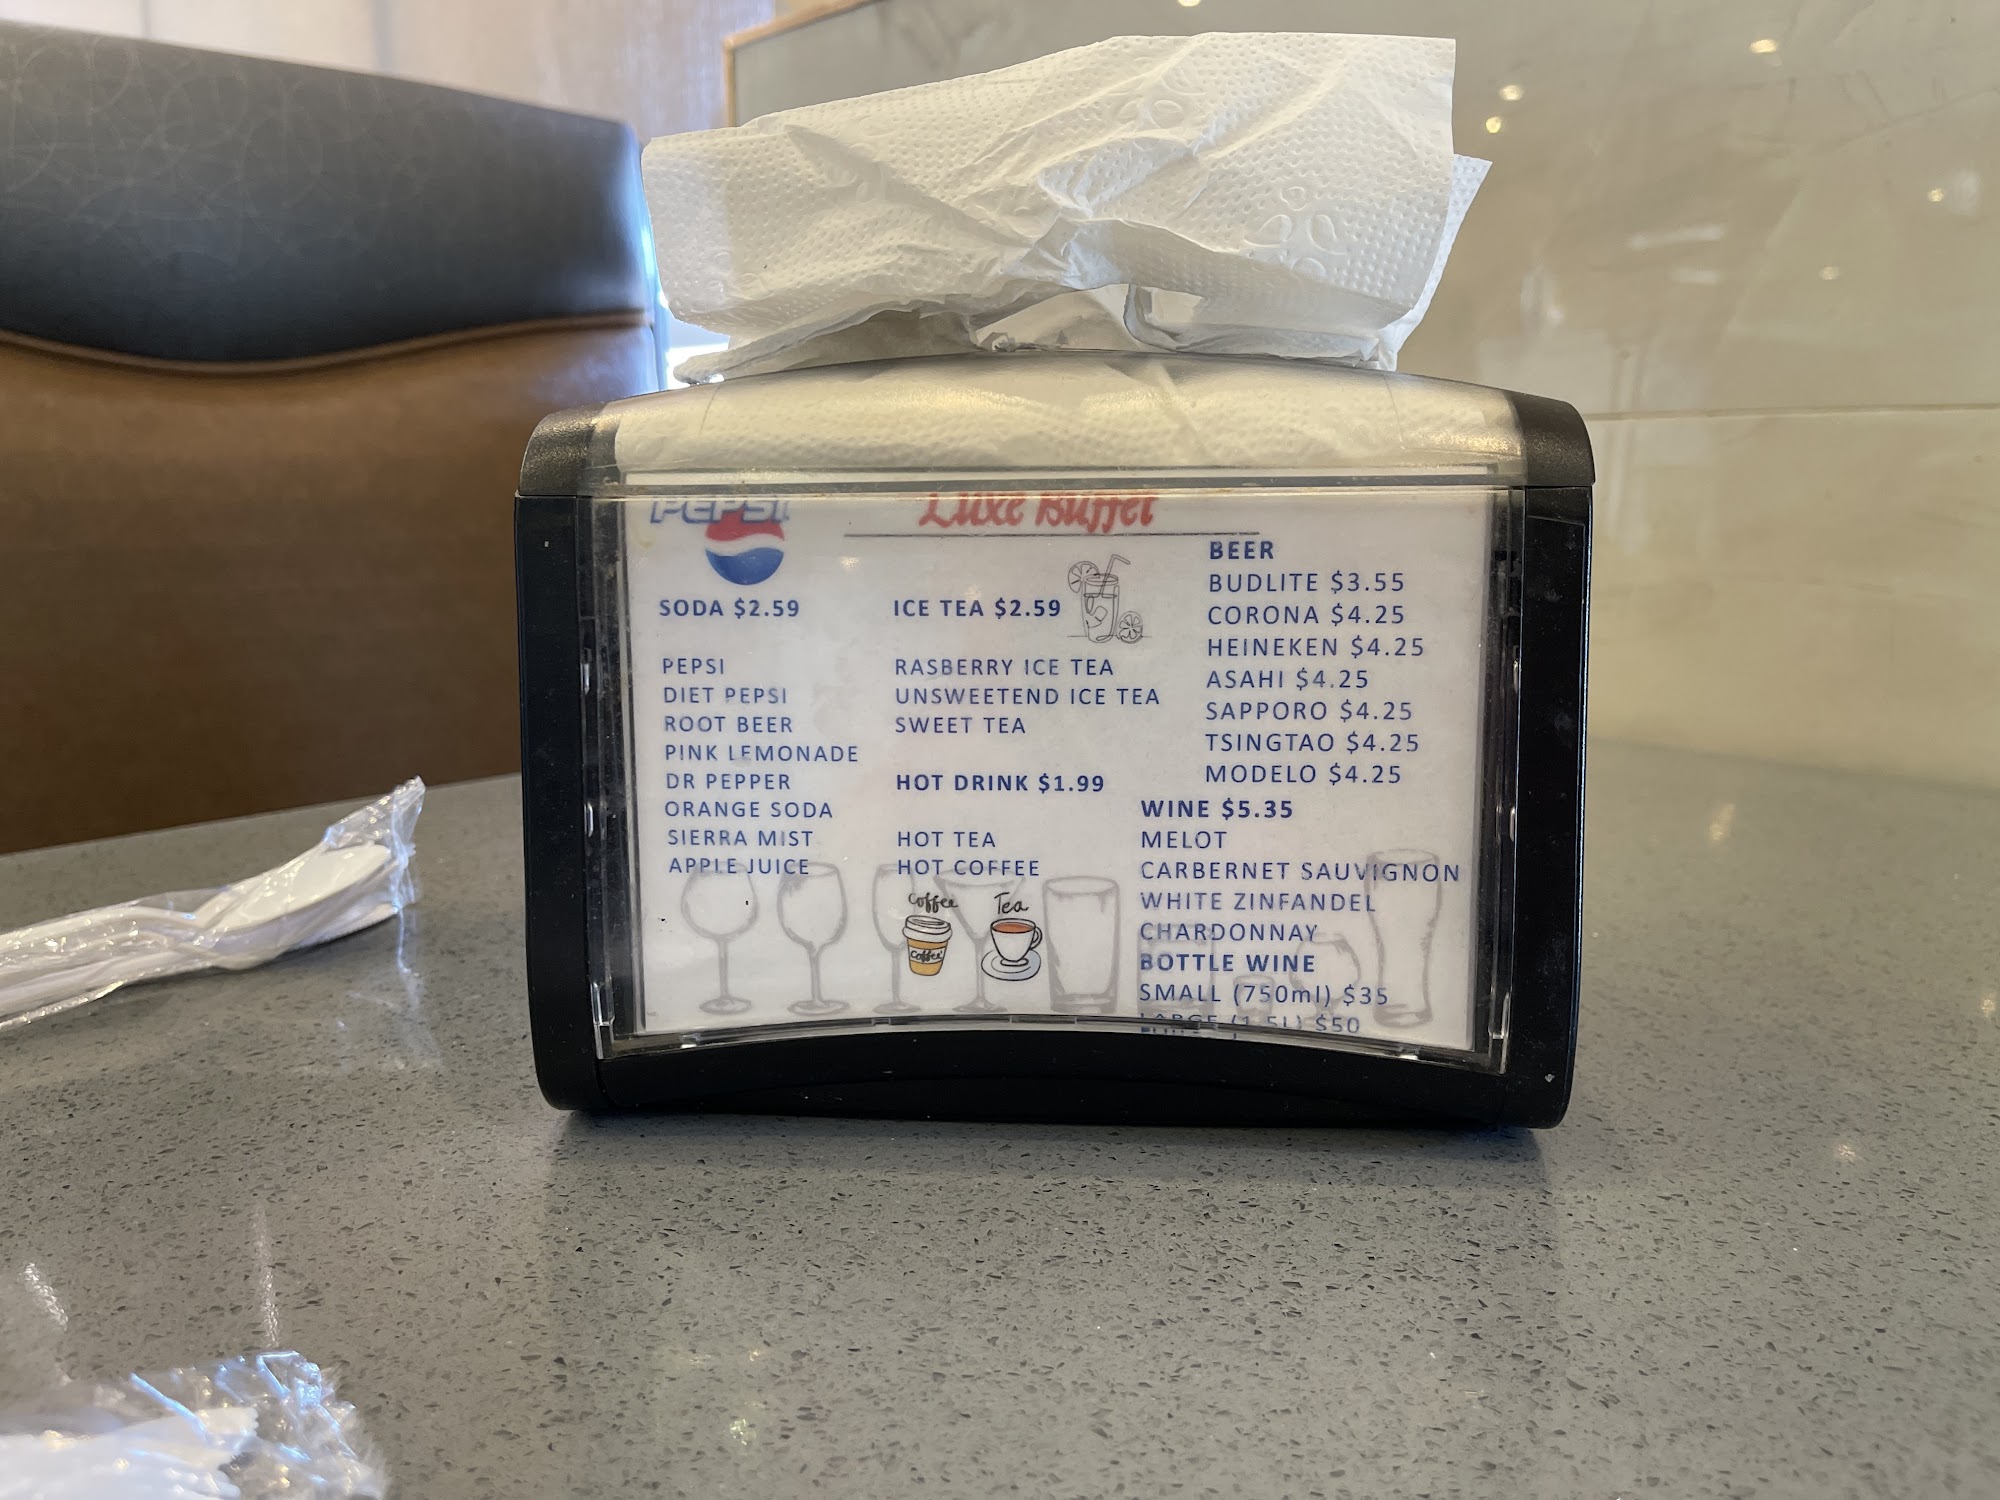 PEPSI
Luxe Buffet
SODA $2.59
PEPSI
DIET PEPSI
ROOT BEER
PINK LEMONADE
DR PEPPER
ORANGE SODA
SIERRA MIST
APPLE JUICE
ICE TEA $2.59
RASBERRY ICE TEA
UNSWEETEND ICE TEA
SWEET TEA
HOT DRINK $1.99
HOT TEA
HOT COFFEE
coffee
Tea
Coffee
BEER
BUDLITE $3.55
CORONA $4.25
HEINEKEN $4.25
ASAHI $4.25
SAPPORO $4.25
TSINGTAO $4.25
MODELO $4.25
WINE $5.35
MELOT
CARBERNET SAUVIGNON
WHITE ZINFANDEL
CHARDONNAY
BOTTLE WINE
SMALL (750ml) $35
LARGE (1.5L) $50